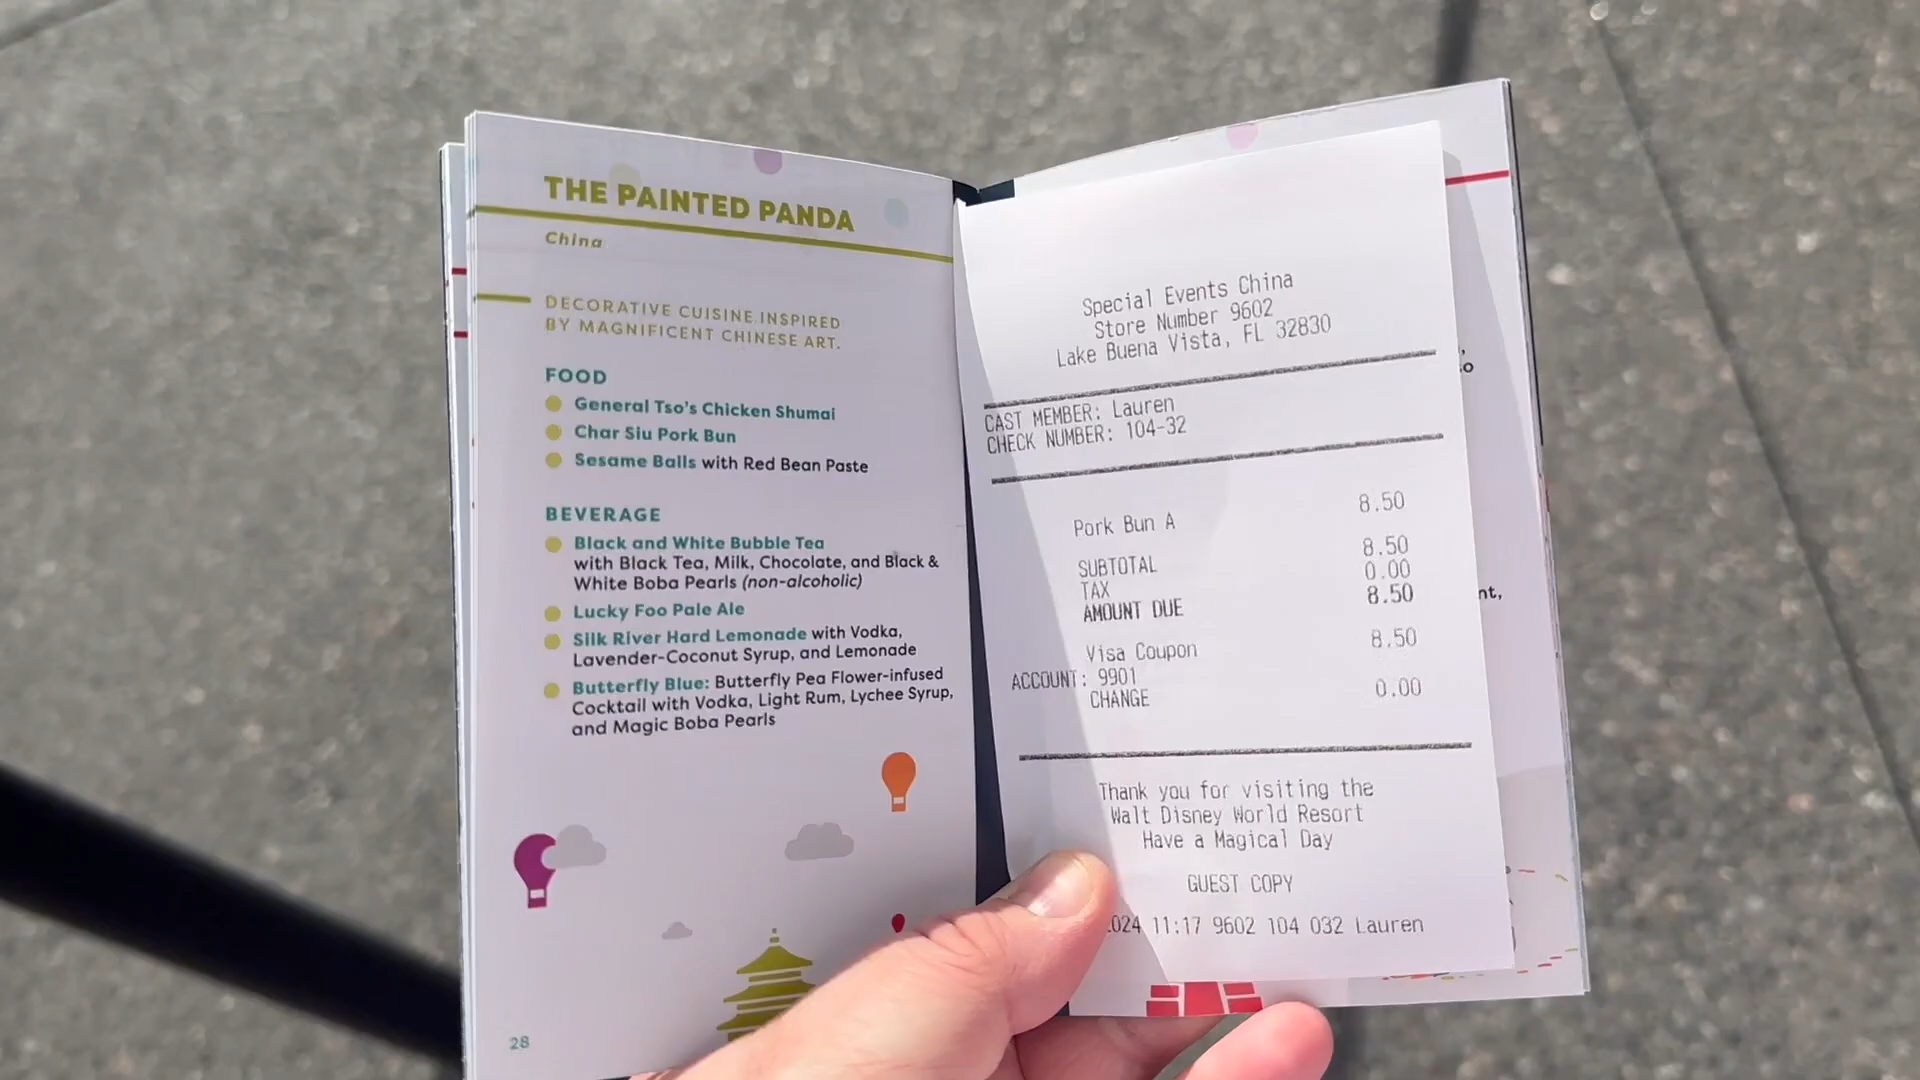 THE PAINTED PANDA
China
DECORATIVE CUISINE INSPIRED
BY MAGNIFICENT CHINESE ART.
FOOD
General Tso's Chicken Shumai
Char Siu Pork Bun
Sesame Balls with Red Bean Paste
BEVERAGE
Black and White Bubble Tea
with Black Tea, Milk, Chocolate, and Black &
White Boba Pearls (non-alcoholic)
Lucky Foo Pale Ale
Silk River Hard Lemonade with Vodka,
Lavender-Coconut Syrup, and Lemonade
Butterfly Blue: Butterfly Pea Flower-infused
Cocktail with Vodka, Light Rum, Lychee Syrup,
and Magic Boba Pearls
28
Special Events China
Store Number 9602
Lake Buena Vista, FL 32830
CAST MEMBER: Lauren
CHECK NUMBER: 104-32
Pork Bun A 8.50
SUBTOTAL 8.50
TAX 0.00
AMOUNT DUE 8.50
Visa Coupon 8.50
ACCOUNT: 9901
CHANGE 0.00
Thank you for visiting the
Walt Disney World Resort
Have a Magical Day
GUEST COPY
024 11:17 9602 104 032 Lauren